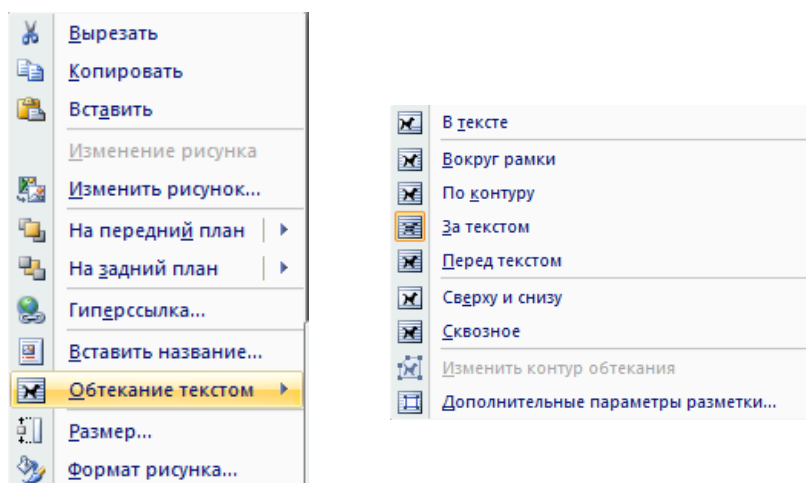 Вырезать
Копировать
Вставить
Изменение рисунка
Изменить рисунок...
На передний план
На задний план
Гиперссылка...
Вставить название...
Обтекание текстом
Размер...
Формат рисунка...
В тексте
Вокруг рамки
По контуру
За текстом
Перед текстом
Сверху и снизу
Сквозное
Изменить контур обтекания
Дополнительные параметры разметки...